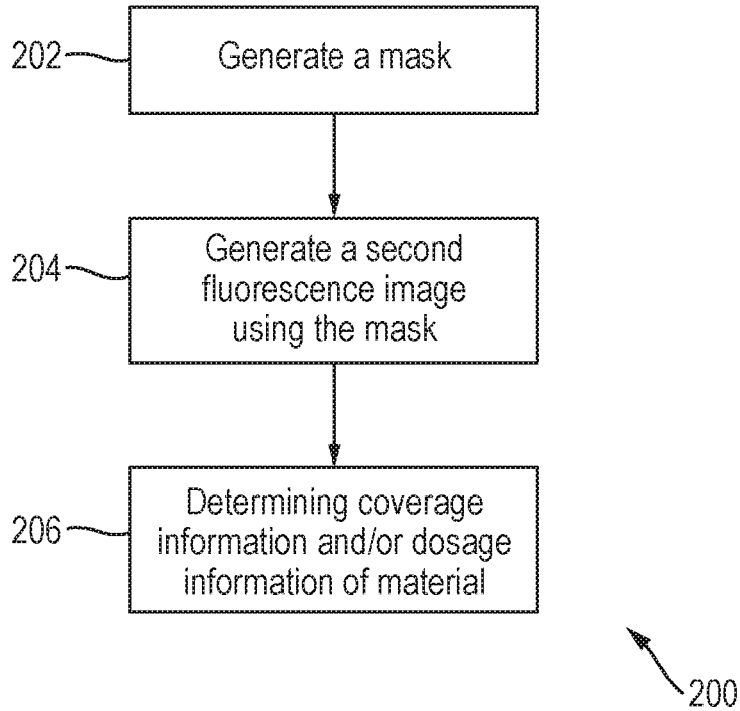 202
Generate a mask
204
Generate a second
fluorescence image
using the mask
206
Determining coverage
information and/or dosage
information of material
200